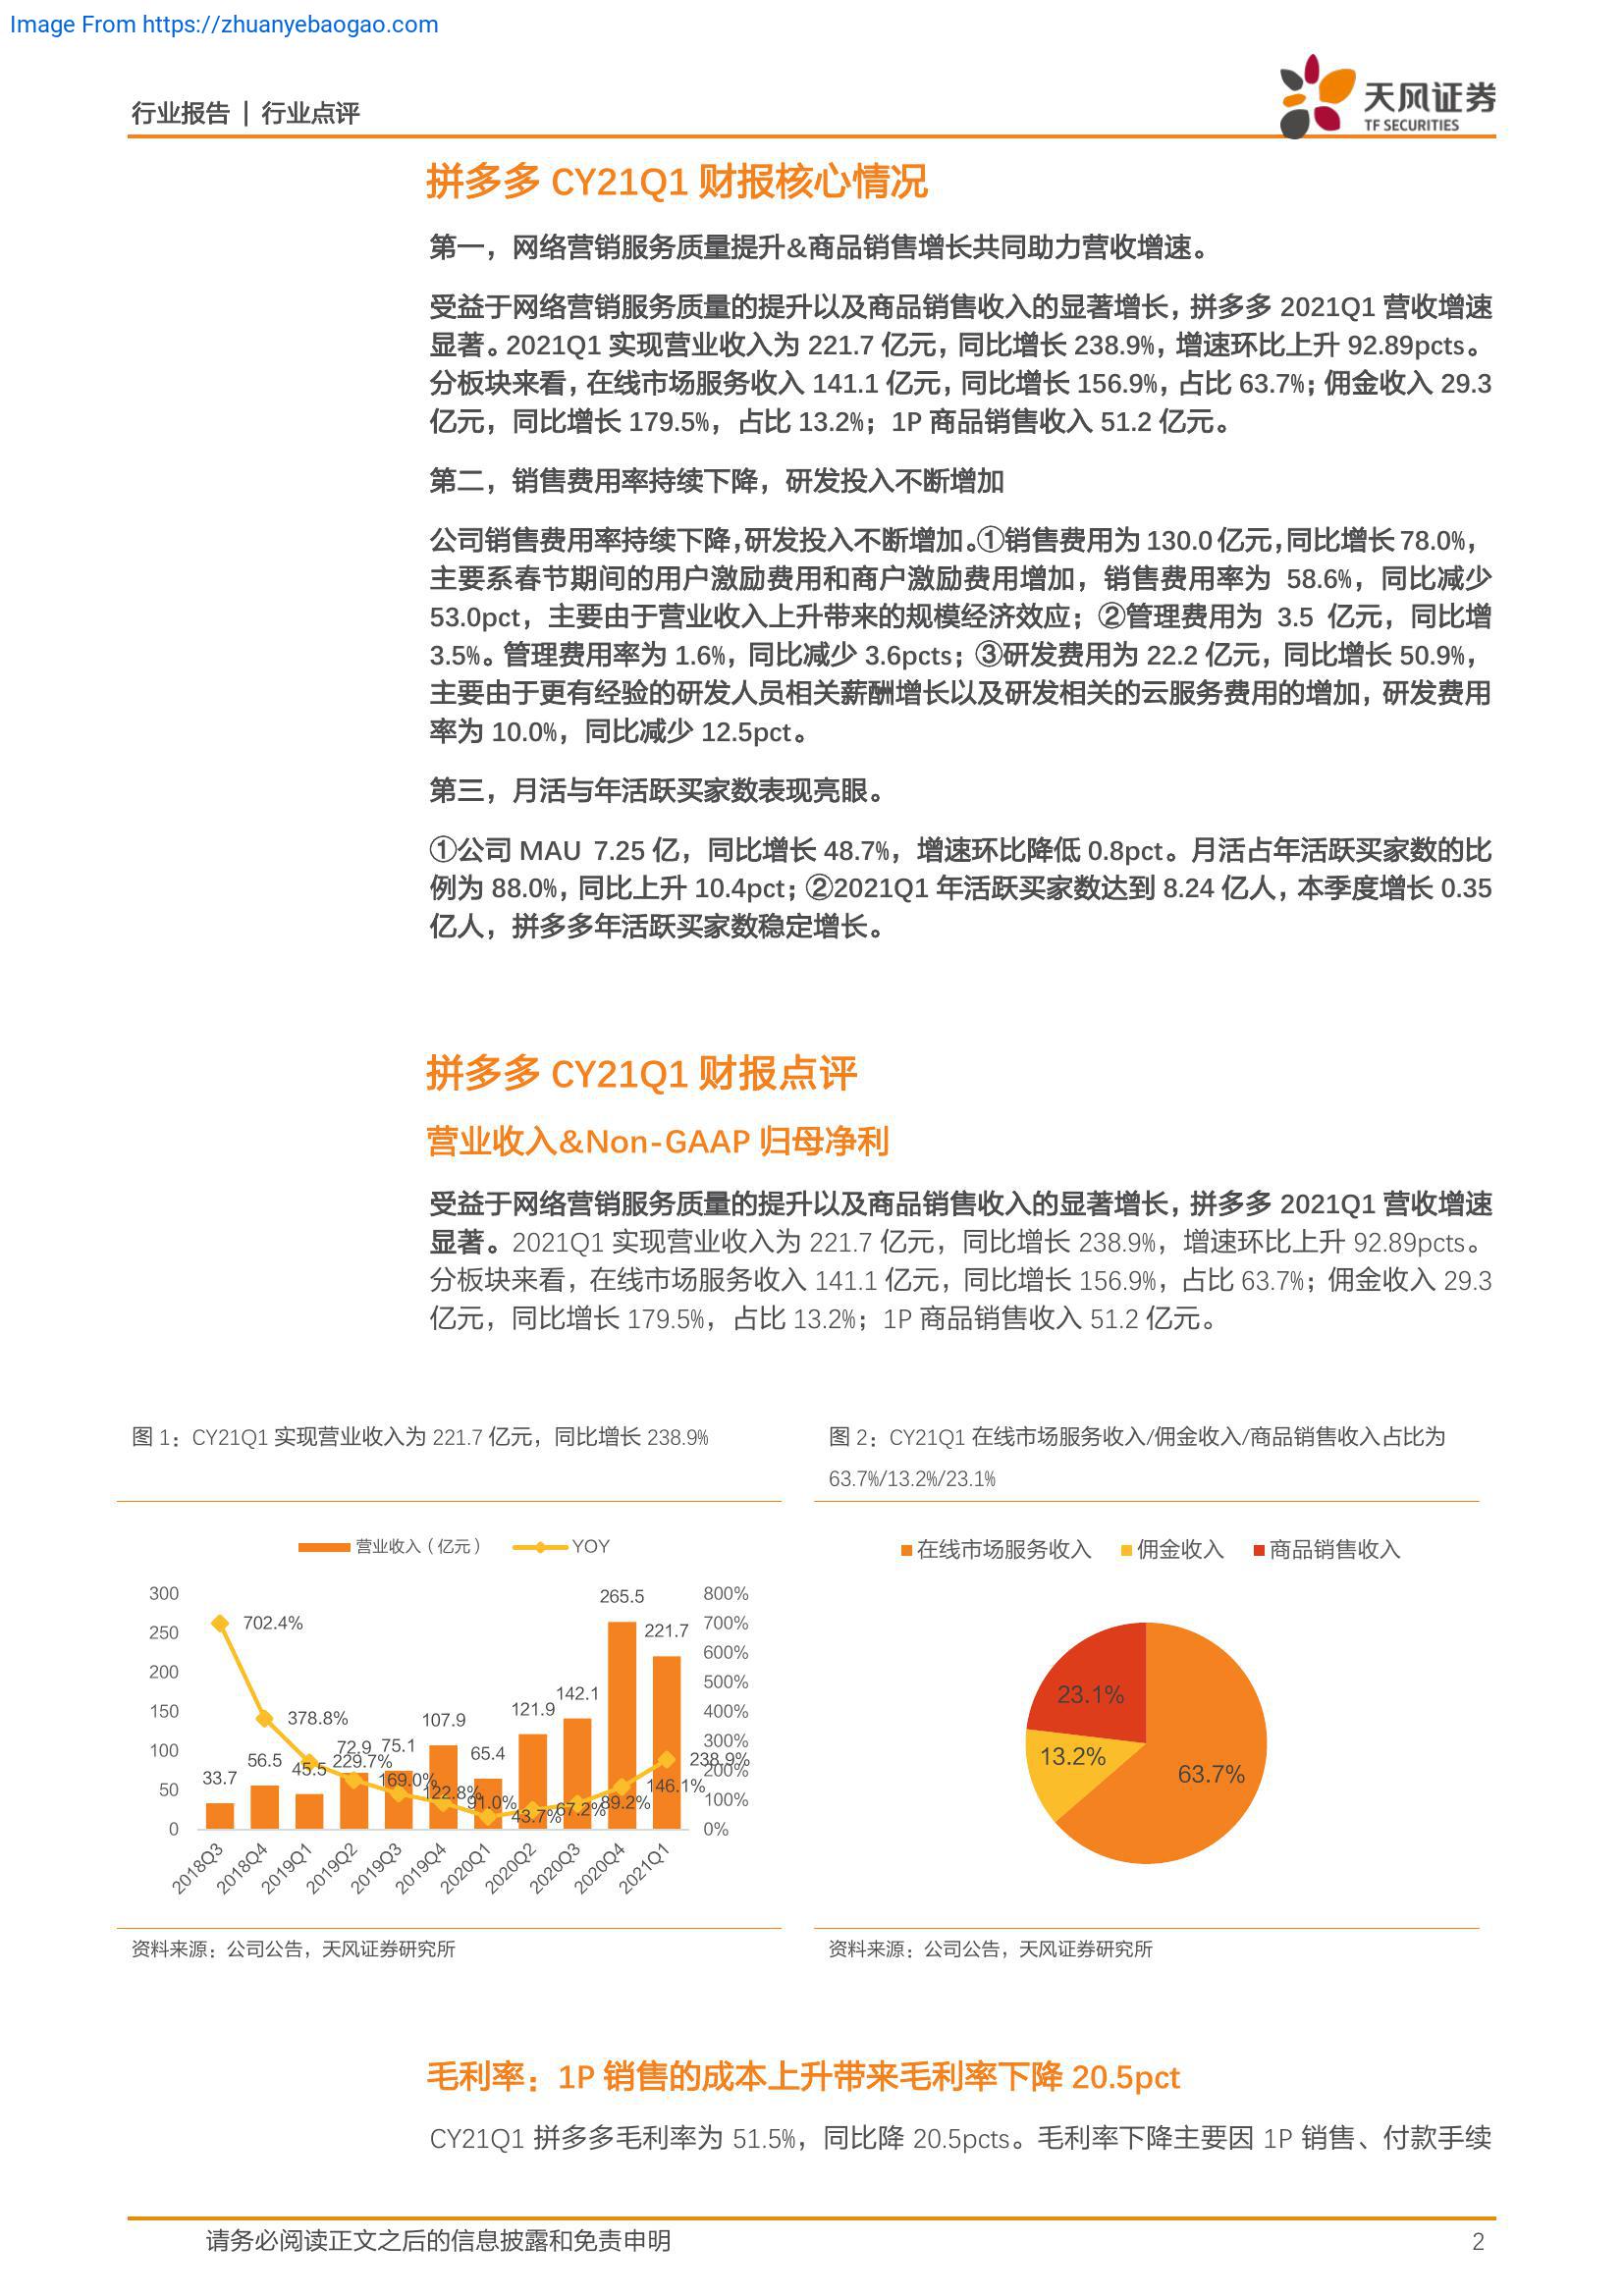 Image From https://zhuanyebaogao.com
行业报告 | 行业点评
天风证券
TF SECURITIES
拼多多 CY21Q1 财报核心情况
第一，网络营销服务质量提升&商品销售增长共同助力营收增速。
受益于网络营销服务质量的提升以及商品销售收入的显著增长，拼多多 2021Q1 营收增速
显著。2021Q1 实现营业收入为 221.7 亿元，同比增长 238.9%，增速环比上升 92.89pcts。
分板块来看，在线市场服务收入 141.1 亿元，同比增长 156.9%，占比 63.7%；佣金收入 29.3
亿元，同比增长 179.5%，占比 13.2%；1P 商品销售收入 51.2 亿元。
第二，销售费用率持续下降，研发投入不断增加
公司销售费用率持续下降，研发投入不断增加。①销售费用为 130.0 亿元，同比增长 78.0%，
主要系春节期间的用户激励费用和商户激励费用增加，销售费用率为 58.6%，同比减少
53.0pct，主要由于营业收入上升带来的规模经济效应；②管理费用为 3.5 亿元，同比增
3.5%。管理费用率为 1.6%，同比减少 3.6pcts；③研发费用为 22.2 亿元，同比增长 50.9%，
主要由于更有经验的研发人员相关薪酬增长以及研发相关的云服务费用的增加，研发费用
率为 10.0%，同比减少 12.5pct。
第三，月活与年活跃买家数表现亮眼。
①公司 MAU 7.25 亿，同比增长 48.7%，增速环比降低 0.8pct。月活占年活跃买家数的比
例为 88.0%，同比上升 10.4pct；②2021Q1 年活跃买家数达到 8.24 亿人，本季度增长 0.35
亿人，拼多多年活跃买家数稳定增长。
拼多多 CY21Q1 财报点评
营业收入&Non-GAAP 归母净利
受益于网络营销服务质量的提升以及商品销售收入的显著增长，拼多多 2021Q1 营收增速
显著。2021Q1 实现营业收入为 221.7 亿元，同比增长 238.9%，增速环比上升 92.89pcts。
分板块来看，在线市场服务收入 141.1 亿元，同比增长 156.9%，占比 63.7%；佣金收入 29.3
亿元，同比增长 179.5%，占比 13.2%；1P 商品销售收入 51.2 亿元。
图 1：CY21Q1 实现营业收入为 221.7 亿元，同比增长 238.9%
营业收入（亿元） YOY
300
250
200
150
100
50
0
800%
700%
600%
500%
400%
300%
200%
100%
0%
33.7
56.5
45.5
72.9
75.1
107.9
65.4
121.9
142.1
265.5
221.7
702.4%
378.8%
229.7%
169.0%
122.8%
91.0%
43.7%
67.2%
89.2%
146.1%
238.9%
2018Q3
2018Q4
2019Q1
2019Q2
2019Q3
2019Q4
2020Q1
2020Q2
2020Q3
2020Q4
2021Q1
资料来源：公司公告，天风证券研究所
图 2：CY21Q1 在线市场服务收入/佣金收入/商品销售收入占比为
63.7%/13.2%/23.1%
在线市场服务收入 佣金收入 商品销售收入
23.1%
13.2%
63.7%
资料来源：公司公告，天风证券研究所
毛利率：1P 销售的成本上升带来毛利率下降 20.5pct
CY21Q1 拼多多毛利率为 51.5%，同比降 20.5pcts。毛利率下降主要因 1P 销售、付款手续
请务必阅读正文之后的信息披露和免责申明
2